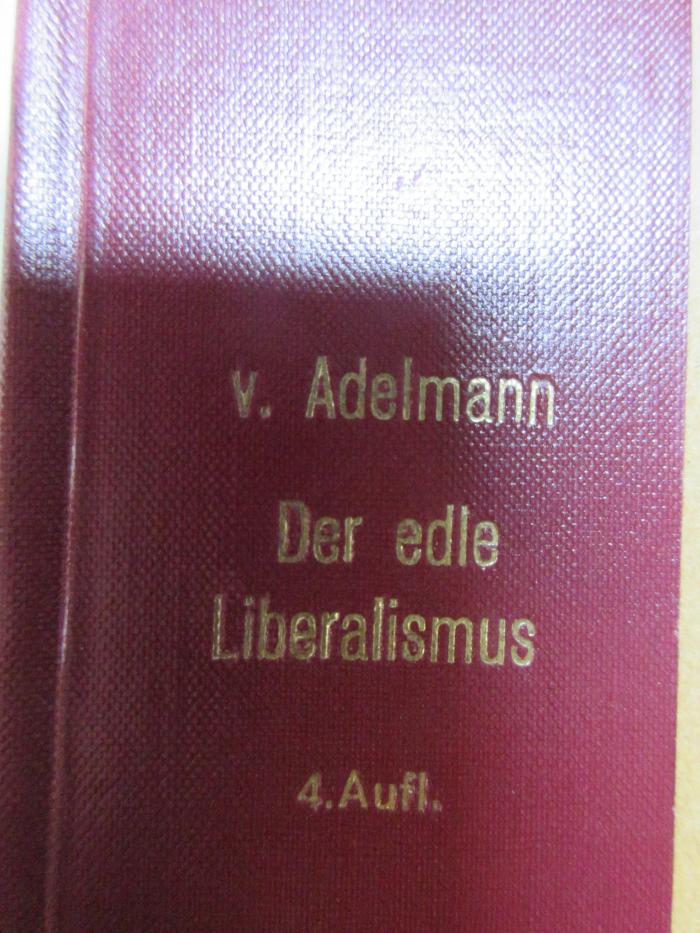 v. Adelmann
Der edle
Liberalismus
4. Aufl.